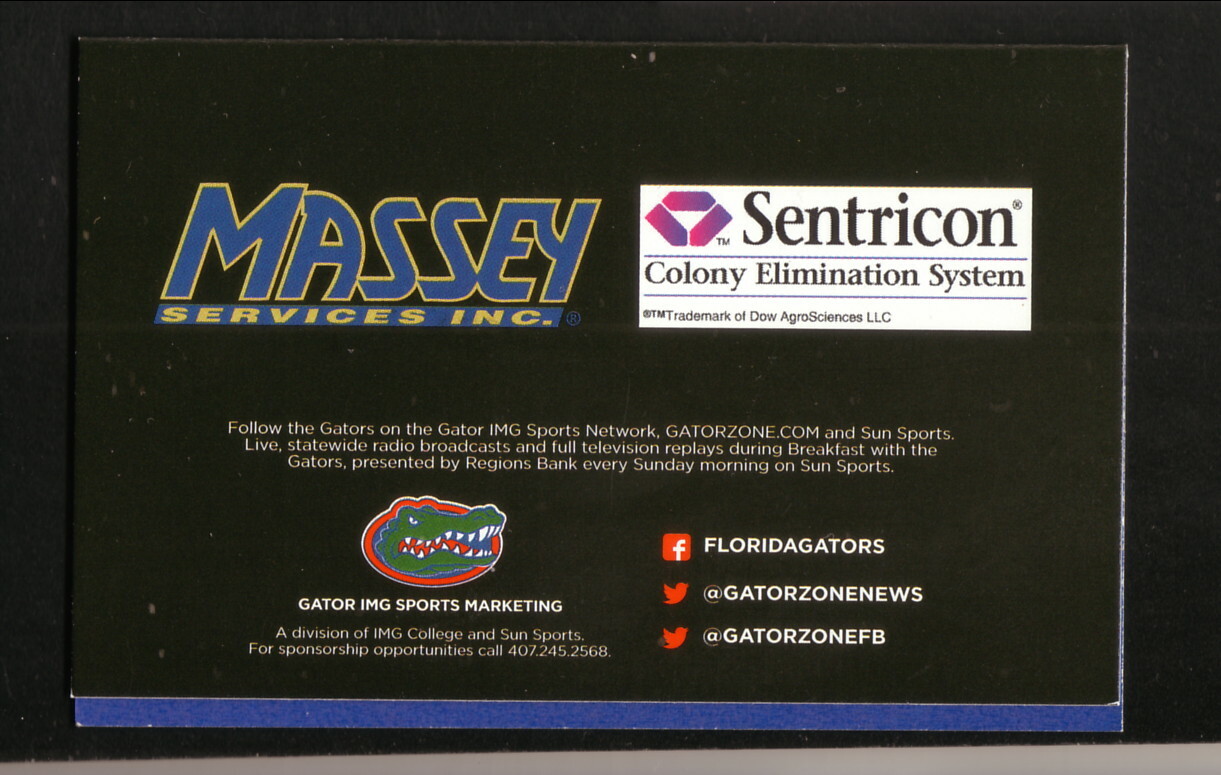 MASSEY
SERVICES INC.®
Sentricon®
™
Colony Elimination System
®™Trademark of Dow AgroSciences LLC
Follow the Gators on the Gator IMG Sports Network, GATORZONE.COM and Sun Sports.
Live, statewide radio broadcasts and full television replays during Breakfast with the
Gators, presented by Regions Bank every Sunday morning on Sun Sports.
GATOR IMG SPORTS MARKETING
A division of IMG College and Sun Sports.
For sponsorship opportunities call 407.245.2568.
f FLORIDAGATORS
@GATORZONENEWS
@GATORZONEFB